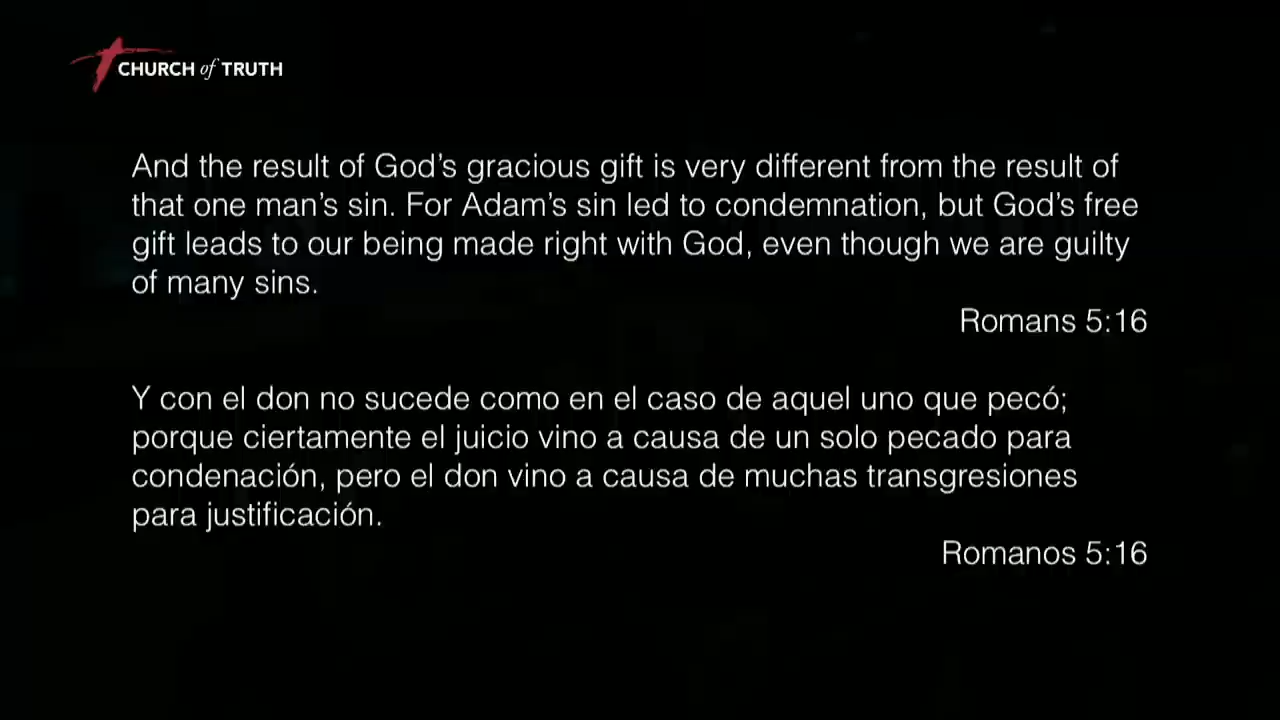 CHURCH of TRUTH
And the result of God’s gracious gift is very different from the result of
that one man’s sin. For Adam’s sin led to condemnation, but God’s free
gift leads to our being made right with God, even though we are guilty
of many sins.
Romans 5:16
Y con el don no sucede como en el caso de aquel uno que pecó;
porque ciertamente el juicio vino a causa de un solo pecado para
condenación, pero el don vino a causa de muchas transgresiones
para justificación.
Romanos 5:16